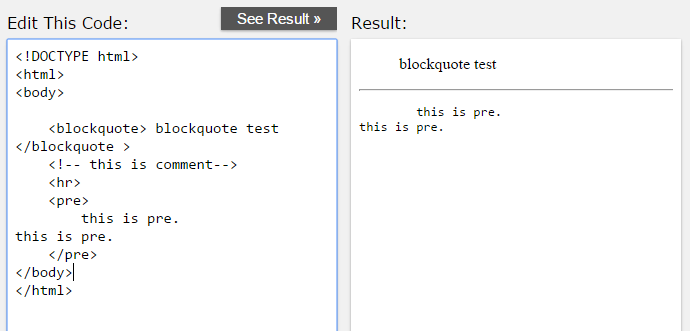 Edit This Code:
See Result »
Result:
<!DOCTYPE html>
<html>
<body>
<blockquote> blockquote test
</blockquote >
<!-- this is comment-->
<hr>
<pre>
this is pre.
this is pre.
</pre>
</body>
</html>
blockquote test
this is pre.
this is pre.